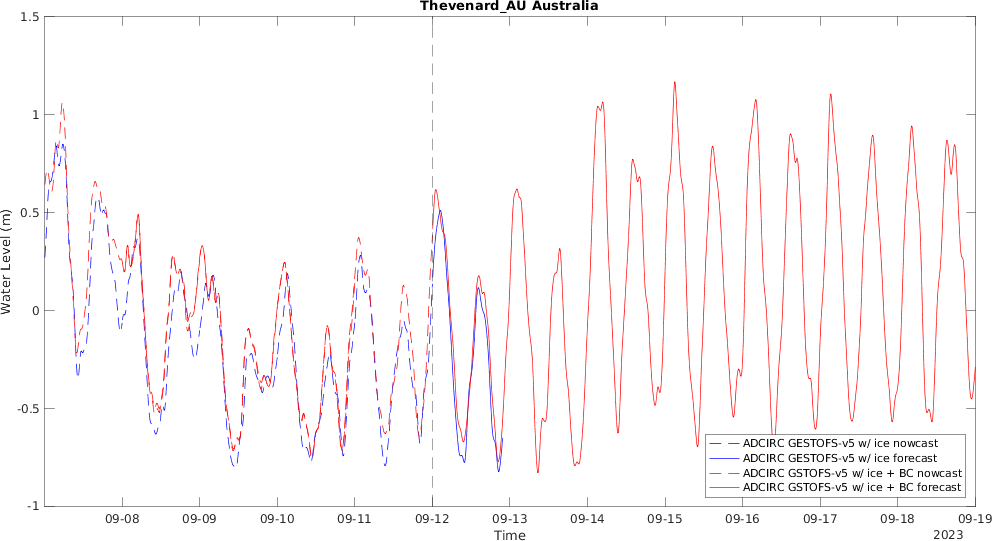 Thevenard_AU Australia
1.5
1
0.5
0
-0.5
-1
Water Level (m)
09-08 09-09 09-10 09-11 09-12 09-13 09-14 09-15 09-16 09-17 09-18 09-19
Time
2023
ADCIRC GESTOFS-v5 w/ ice nowcast
ADCIRC GESTOFS-v5 w/ ice forecast
ADCIRC GSTOFS-v5 w/ ice + BC nowcast
ADCIRC GSTOFS-v5 w/ ice + BC forecast